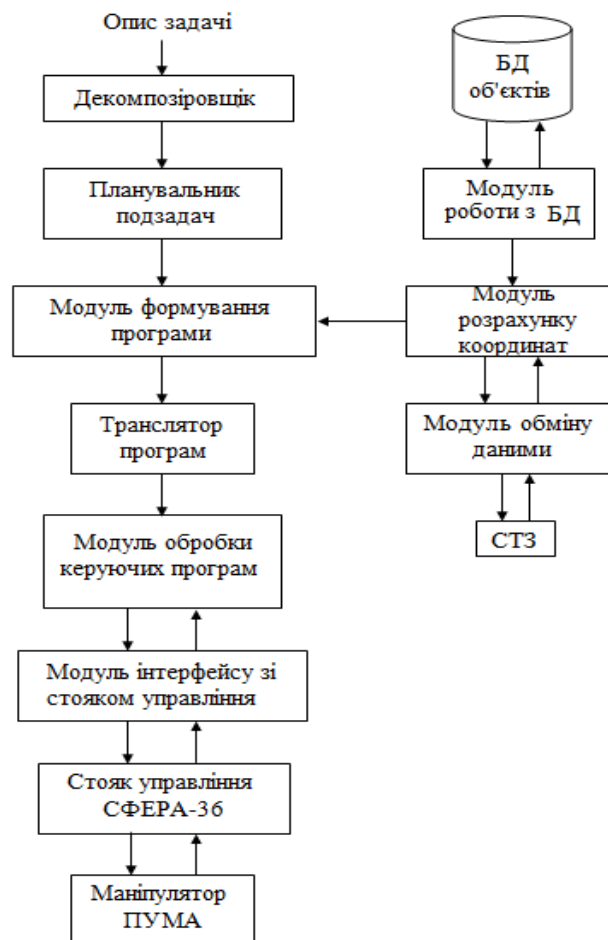 Опис задачі
Декомпозіровщік
Планувальник
подзадач
Модуль формування
програми
Транслятор
програм
Модуль обробки
керуючих програм
Модуль інтерфейсу зі
стояком управління
Стояк управління
СФЕРА-36
Маніпулятор
ПУМА
БД
об'єктів
Модуль
роботи з БД
Модуль
розрахунку
координат
Модуль обміну
даними
СТЗ